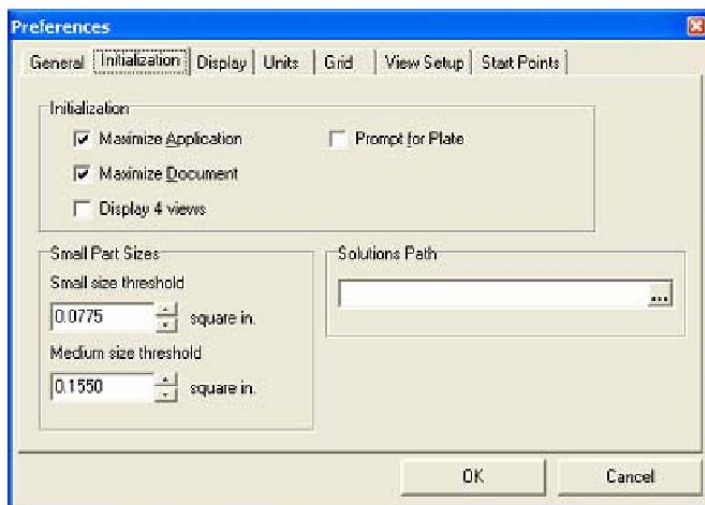 Preferences
General Initialization Display Units Grid View Setup Start Points
Initialization
Maximize Application Prompt for Plate
Maximize Document
Display 4 views
Small Part Sizes Solutions Path
Small size threshold
0.0775 square in. ...
Medium size threshold
0.1550 square in.
OK Cancel